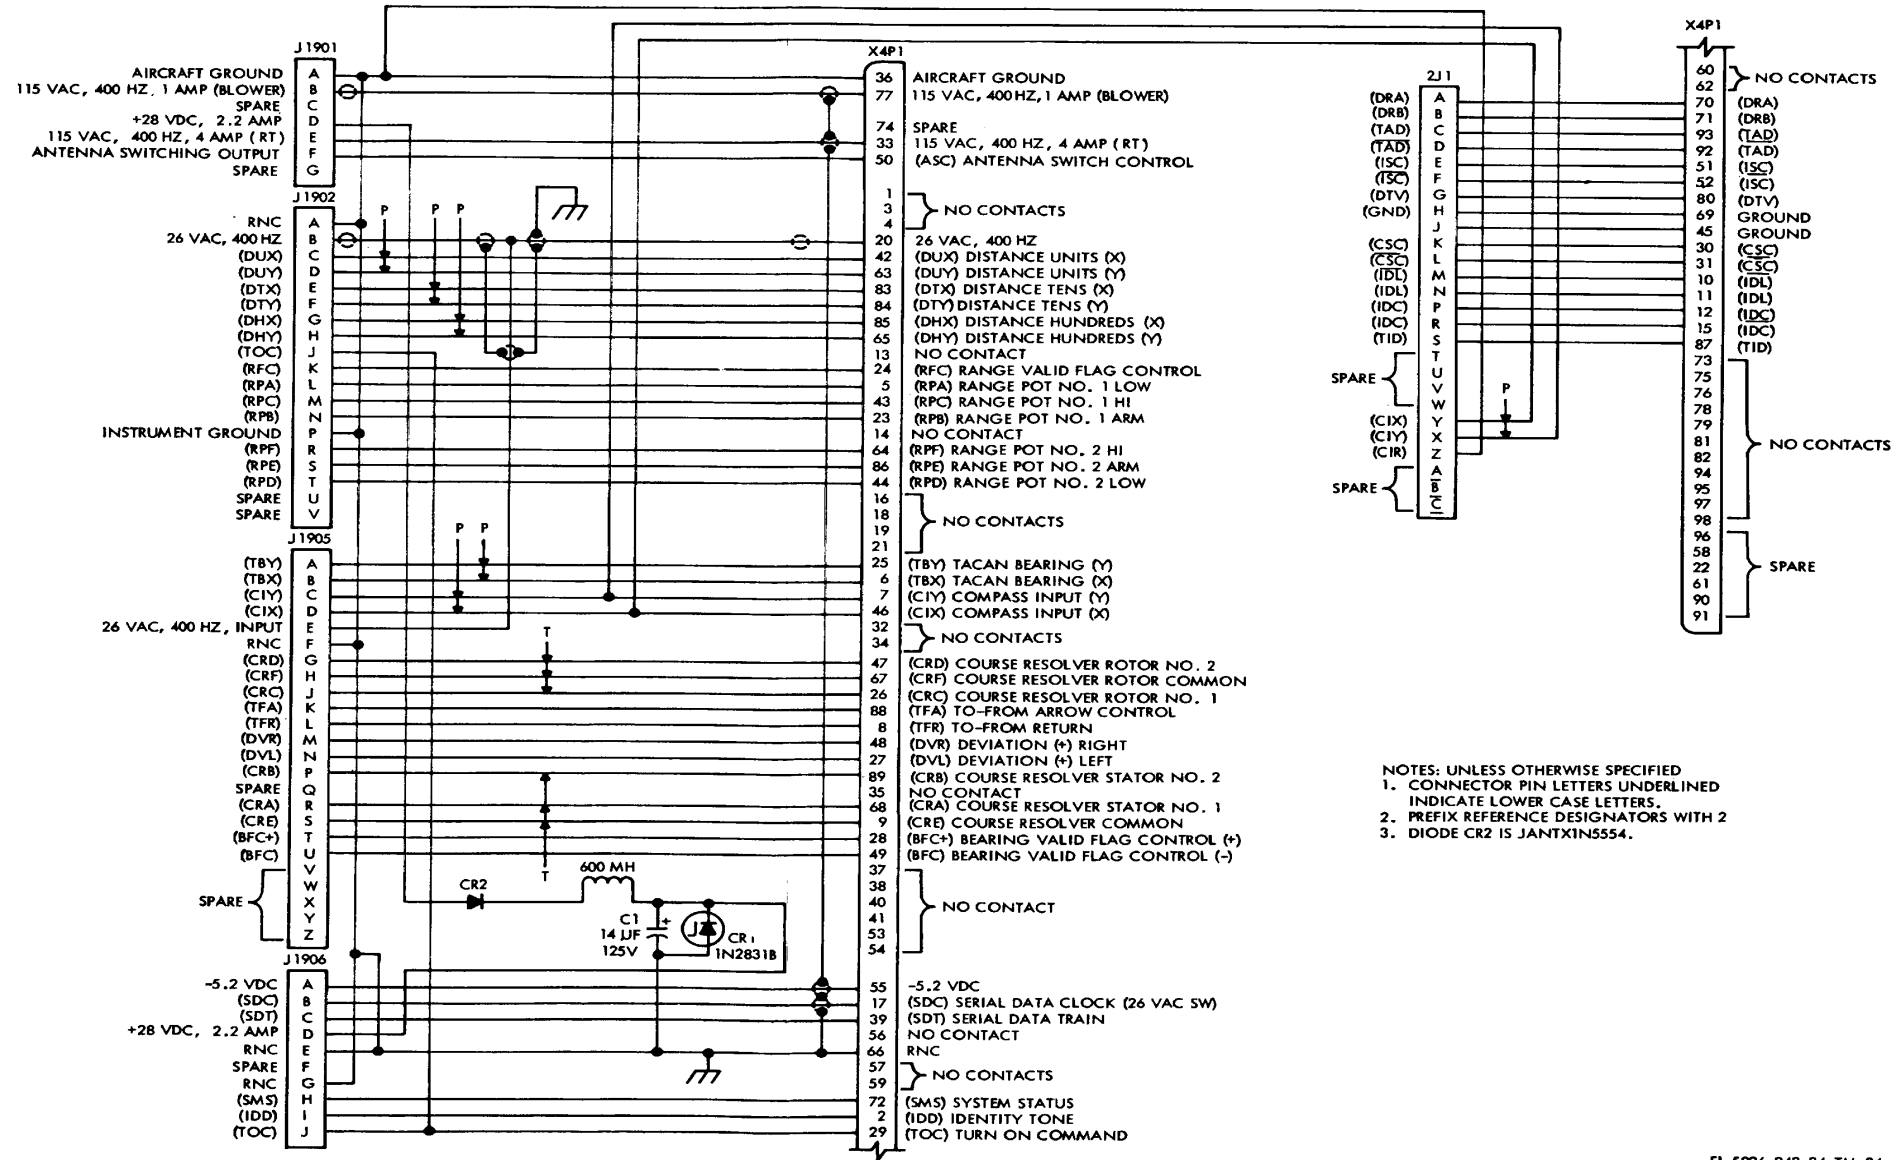 J1901
AIRCRAFT GROUND A
115 VAC, 400 HZ, 1 AMP (BLOWER) B
SPARE C
+28 VDC, 2.2 AMP D
115 VAC, 400 HZ, 4 AMP (RT) E
ANTENNA SWITCHING OUTPUT F
SPARE G
J1902
RNC A
26 VAC, 400 HZ B
(DUX) C
(DUY) D
(DTX) E
(DTY) F
(DHX) G
(DHY) H
(TOC) J
(RFC) K
(RPA) L
(RPC) M
(RPB) N
INSTRUMENT GROUND P
(RPF) R
(RPE) S
(RPD) T
SPARE U
SPARE V
P P P
J1905
(TBY) A
(TBX) B
(CIY) C
(CIX) D
26 VAC, 400 HZ, INPUT E
RNC F
(CRD) G
(CRF) H
(CRC) J
(TFA) K
(TFR) L
(DVR) M
(DVL) N
(CRB) P
SPARE Q
(CRA) R
(CRE) S
(BFC+) T
(BFC) U
V
W
SPARE X
Y
Z
P P
T
T
CR2
600 MH
C1 +
14 µF
125V
CR1
1N2831B
J1906
-5.2 VDC A
(SDC) B
(SDT) C
+28 VDC, 2.2 AMP D
RNC E
SPARE F
RNC G
(SMS) H
(IDD) I
(TOC) J
X4P1
36 AIRCRAFT GROUND
77 115 VAC, 400HZ, 1 AMP (BLOWER)
74 SPARE
33 115 VAC, 400 HZ, 4 AMP (RT)
50 (ASC) ANTENNA SWITCH CONTROL
1
3 NO CONTACTS
4
20 26 VAC, 400 HZ
42 (DUX) DISTANCE UNITS (X)
63 (DUY) DISTANCE UNITS (Y)
83 (DTX) DISTANCE TENS (X)
84 (DTY) DISTANCE TENS (Y)
85 (DHX) DISTANCE HUNDREDS (X)
65 (DHY) DISTANCE HUNDREDS (Y)
13 NO CONTACT
24 (RFC) RANGE VALID FLAG CONTROL
5 (RPA) RANGE POT NO. 1 LOW
43 (RPC) RANGE POT NO. 1 HI
23 (RPB) RANGE POT NO. 1 ARM
14 NO CONTACT
64 (RPF) RANGE POT NO. 2 HI
86 (RPE) RANGE POT NO. 2 ARM
44 (RPD) RANGE POT NO. 2 LOW
16
18 NO CONTACTS
19
21
25 (TBY) TACAN BEARING (Y)
6 (TBX) TACAN BEARING (X)
7 (CIY) COMPASS INPUT (Y)
46 (CIX) COMPASS INPUT (X)
32 NO CONTACTS
34
47 (CRD) COURSE RESOLVER ROTOR NO. 2
67 (CRF) COURSE RESOLVER ROTOR COMMON
26 (CRC) COURSE RESOLVER ROTOR NO. 1
88 (TFA) TO-FROM ARROW CONTROL
8 (TFR) TO-FROM RETURN
48 (DVR) DEVIATION (+) RIGHT
27 (DVL) DEVIATION (+) LEFT
89 (CRB) COURSE RESOLVER STATOR NO. 2
35 NO CONTACT
68 (CRA) COURSE RESOLVER STATOR NO. 1
9 (CRE) COURSE RESOLVER COMMON
28 (BFC+) BEARING VALID FLAG CONTROL (+)
49 (BFC) BEARING VALID FLAG CONTROL (-)
37
38
40 NO CONTACT
41
53
54
55 -5.2 VDC
17 (SDC) SERIAL DATA CLOCK (26 VAC SW)
39 (SDT) SERIAL DATA TRAIN
56 NO CONTACT
66 RNC
57 NO CONTACTS
59
72 (SMS) SYSTEM STATUS
2 (IDD) IDENTITY TONE
29 (TOC) TURN ON COMMAND
2J1
(DRA) A
(DRB) B
(TAD) C
(T̅A̅D̅) D
(ISC) E
(I̅S̅C̅) F
(DTV) G
(GND) H
J
(CSC) K
(C̅S̅C̅) L
(I̅D̅L̅) M
(IDL) N
(IDC) P
(IDC) R
(TID) S
T
SPARE U
V
W
(CIX) Y
(CIY) X
(CIR) Z
A
SPARE B
C
P
X4P1
60 NO CONTACTS
62
70 (DRA)
71 (DRB)
93 (TAD)
92 (T̅A̅D̅)
51 (ISC)
52 (I̅S̅C̅)
80 (DTV)
69 GROUND
45 GROUND
30 (CSC)
31 (C̅S̅C̅)
10 (I̅D̅L̅)
11 (IDL)
12 (IDC)
15 (I̅D̅C̅)
87 (TID)
73
75
76
78
79
81 NO CONTACTS
82
94
95
97
98
96
58
22 SPARE
61
90
91
NOTES: UNLESS OTHERWISE SPECIFIED
1. CONNECTOR PIN LETTERS UNDERLINED
INDICATE LOWER CASE LETTERS.
2. PREFIX REFERENCE DESIGNATORS WITH 2
3. DIODE CR2 IS JANTX1N5554.